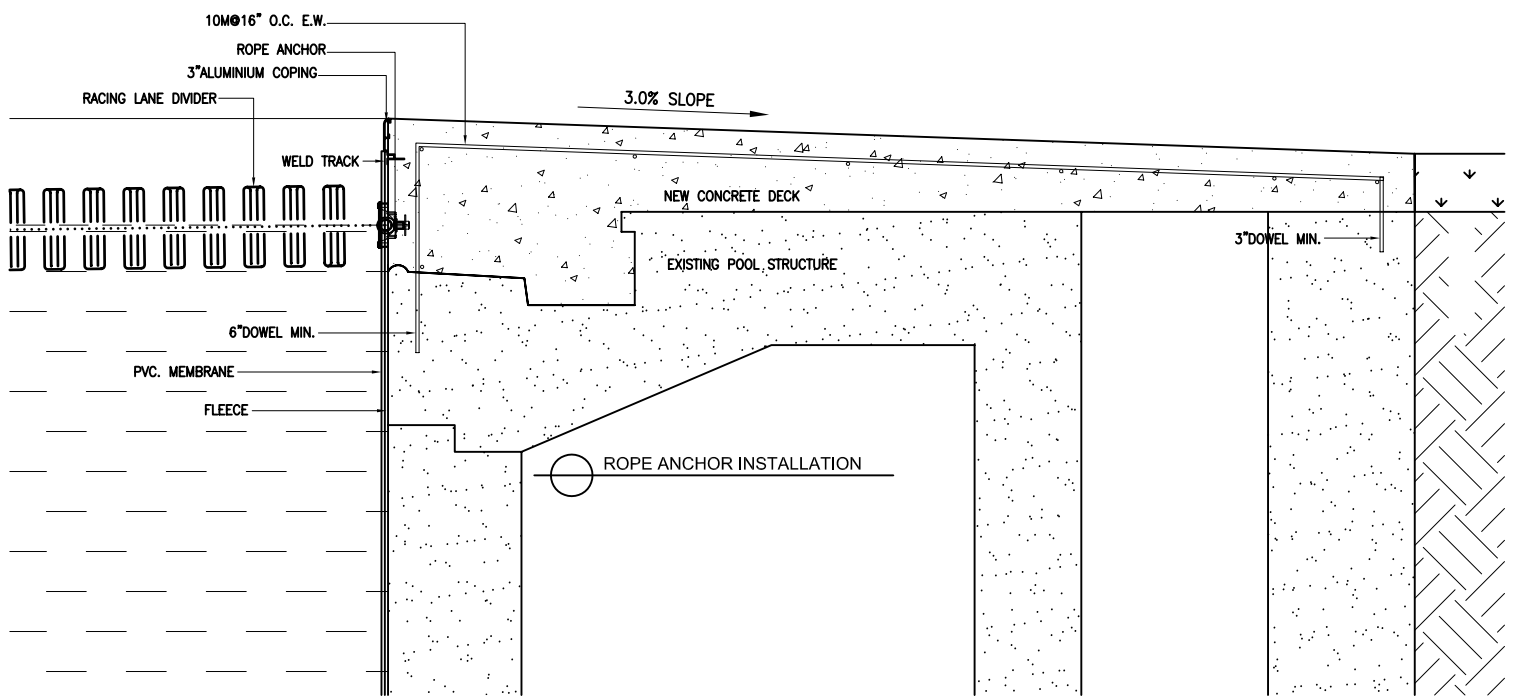 10M@16" O.C. E.W.
ROPE ANCHOR
3"ALUMINIUM COPING
RACING LANE DIVIDER
3.0% SLOPE
WELD TRACK
NEW CONCRETE DECK
3"DOWEL MIN.
EXISTING POOL STRUCTURE
6"DOWEL MIN.
PVC. MEMBRANE
FLEECE
ROPE ANCHOR INSTALLATION